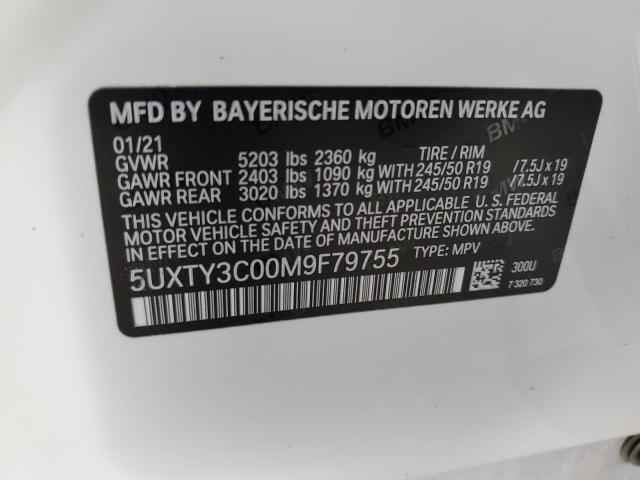 MFD BY BAYERISCHE MOTOREN WERKE AG
01/21
GVWR 5203 lbs 2360 kg TIRE / RIM
GAWR FRONT 2403 lbs 1090 kg WITH 245/50 R19 /7.5J x 19
GAWR REAR 3020 lbs 1370 kg WITH 245/50 R19 /7.5J x 19
THIS VEHICLE CONFORMS TO ALL APPLICABLE U. S. FEDERAL
MOTOR VEHICLE SAFETY AND THEFT PREVENTION STANDARDS
IN EFFECT ON THE DATE OF MANUFACTURE SHOWN ABOVE.
5UXTY3C00M9F79755 TYPE: MPV
300U
7 320 730